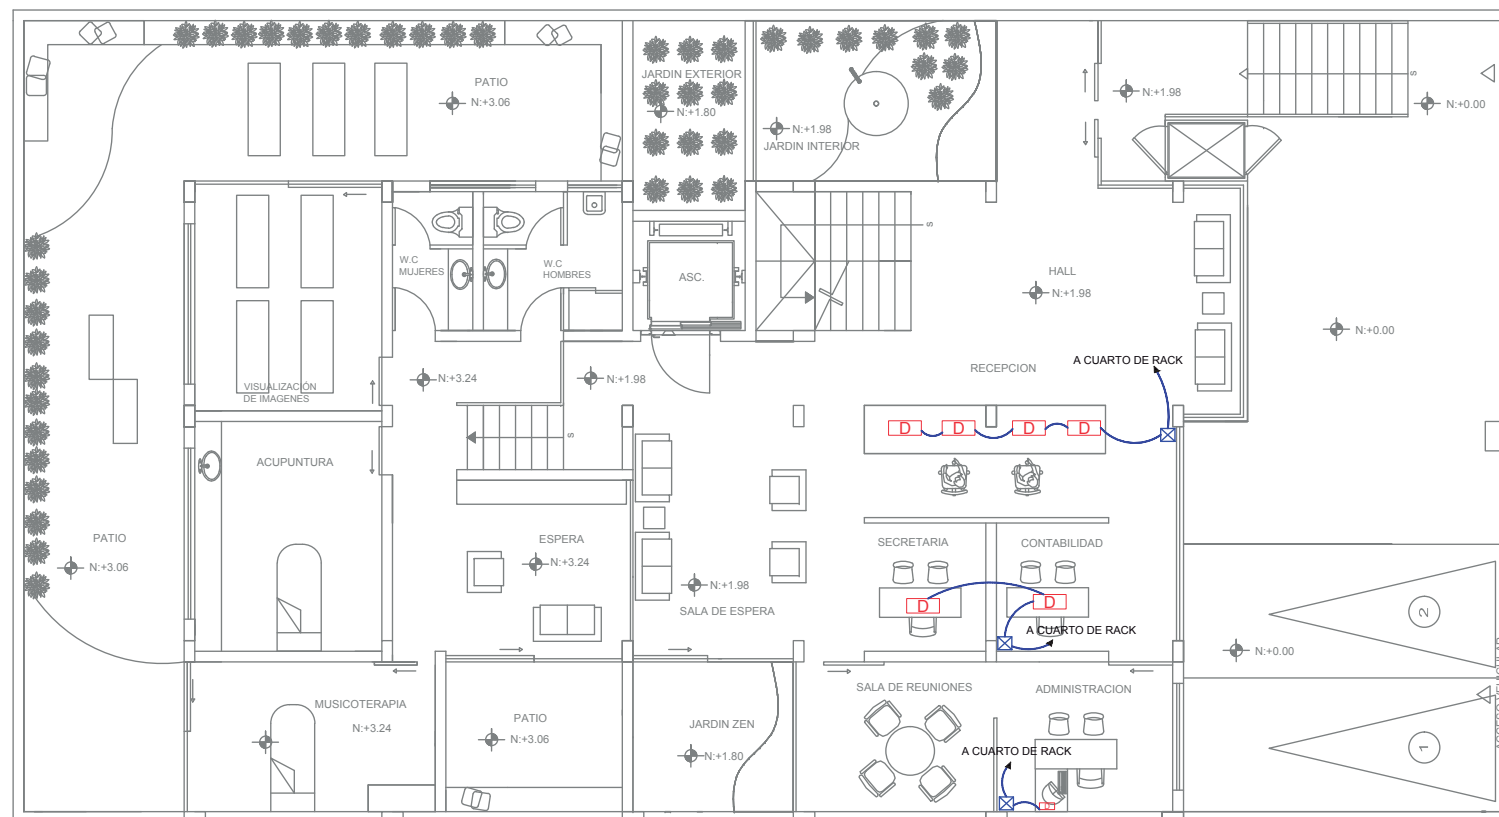 PATIO
N:+3.06
JARDIN EXTERIOR
N:+1.80
N:+1.98
JARDIN INTERIOR
N:+1.98
S
N:+0.00
W.C
MUJERES
W.C
HOMBRES
ASC.
S
HALL
N:+1.98
N:+0.00
A CUARTO DE RACK
RECEPCION
VISUALIZACIÓN
DE IMAGENES
N:+3.24
N:+1.98
D
D
D
D
S
ACUPUNTURA
PATIO
N:+3.06
ESPERA
N:+3.24
N:+1.98
SALA DE ESPERA
SECRETARIA
CONTABILIDAD
D
D
A CUARTO DE RACK
2
N:+0.00
MUSICOTERAPIA
N:+3.24
PATIO
N:+3.06
JARDIN ZEN
N:+1.80
SALA DE REUNIONES
ADMINISTRACION
A CUARTO DE RACK
D
1